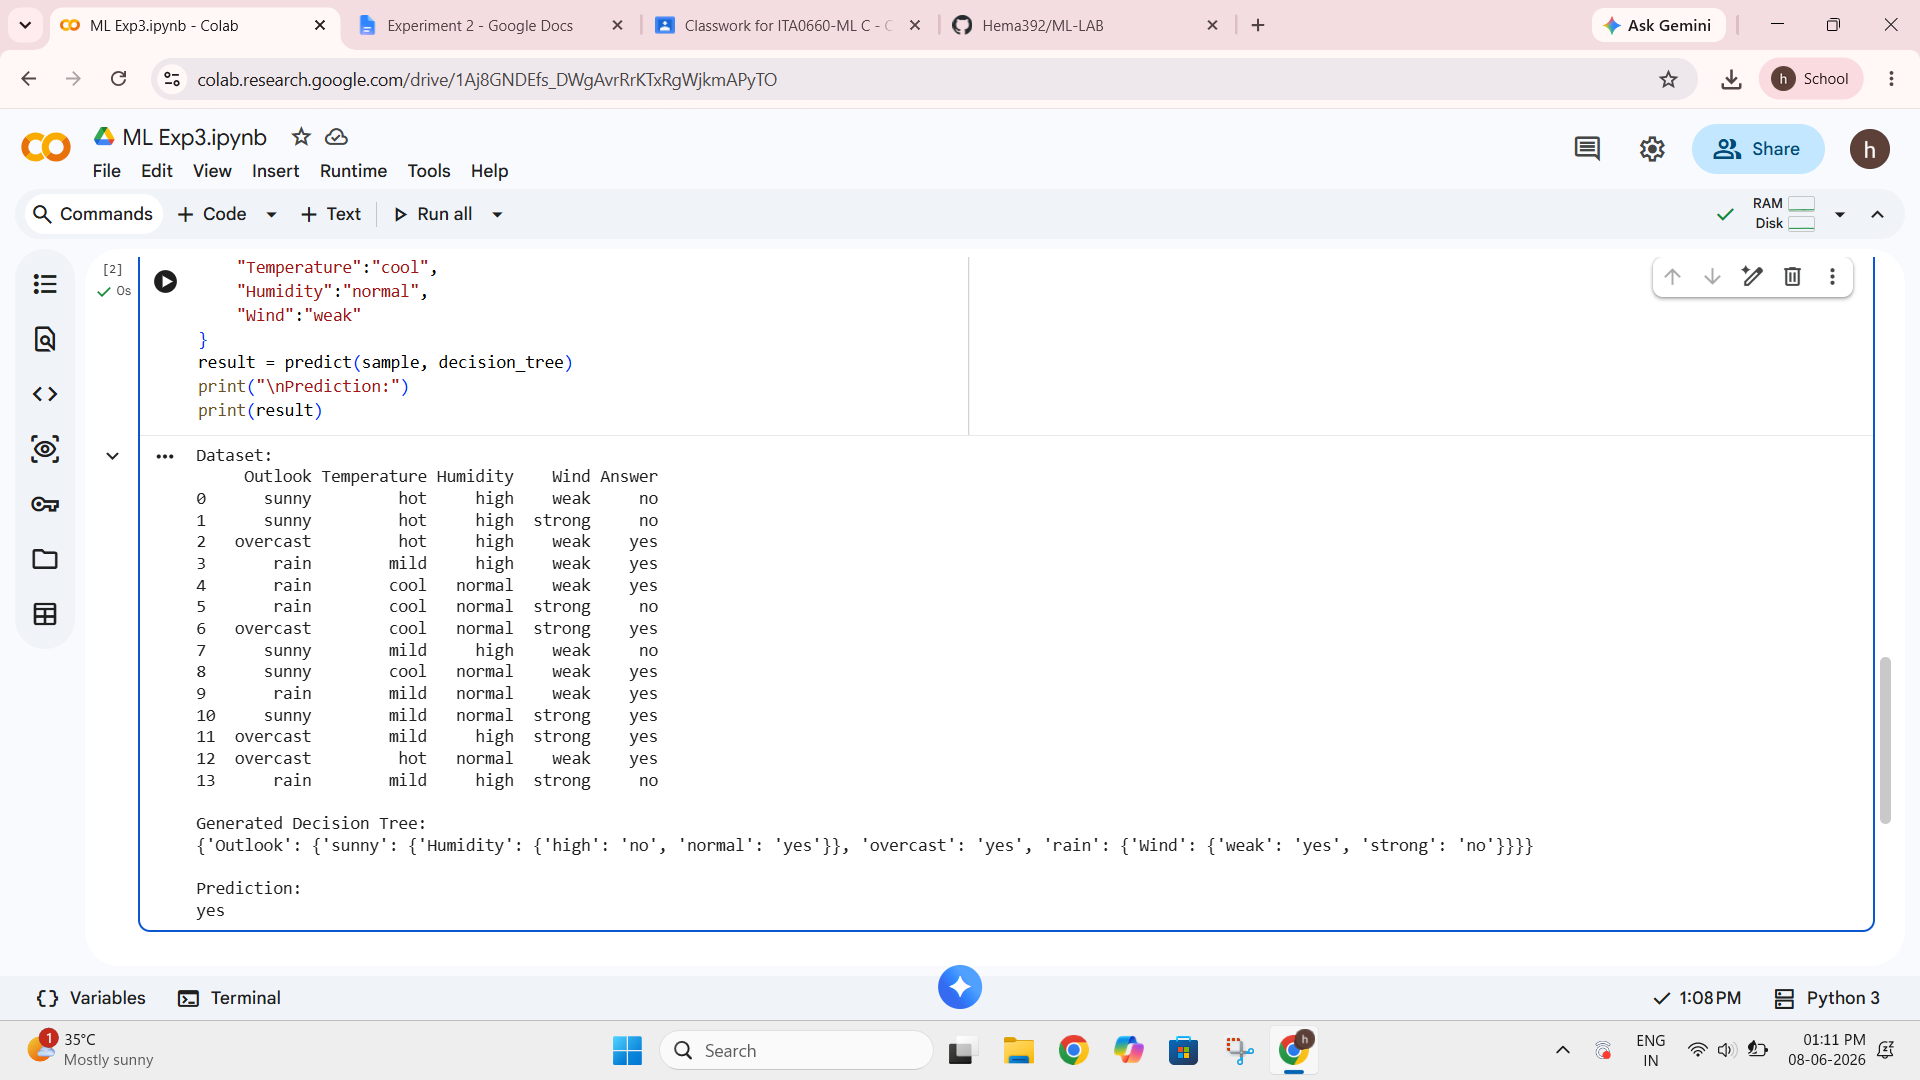 ML Exp3.ipynb - Colab
Experiment 2 - Google Docs
Classwork for ITA0660-ML C - C
Hema392/ML-LAB
Ask Gemini
colab.research.google.com/drive/1Aj8GNDEfs_DWgAvrRrKTxRgWjkmAPyTO
h School
CO
ML Exp3.ipynb
File Edit View Insert Runtime Tools Help
Share
h
Commands + Code + Text Run all
RAM
Disk
[2]
0s
"Temperature":"cool",
"Humidity":"normal",
"Wind":"weak"
}
result = predict(sample, decision_tree)
print("\nPrediction:")
print(result)
Dataset:
Outlook Temperature Humidity Wind Answer
0 sunny hot high weak no
1 sunny hot high strong no
2 overcast hot high weak yes
3 rain mild high weak yes
4 rain cool normal weak yes
5 rain cool normal strong no
6 overcast cool normal strong yes
7 sunny mild high weak no
8 sunny cool normal weak yes
9 rain mild normal weak yes
10 sunny mild normal strong yes
11 overcast mild high strong yes
12 overcast hot normal weak yes
13 rain mild high strong no
Generated Decision Tree:
{'Outlook': {'sunny': {'Humidity': {'high': 'no', 'normal': 'yes'}}, 'overcast': 'yes', 'rain': {'Wind': {'weak': 'yes', 'strong': 'no'}}}}
Prediction:
yes
{} Variables Terminal
1:08 PM Python 3
1
35°C
Mostly sunny
Search
h
ENG
IN
01:11 PM
08-06-2026